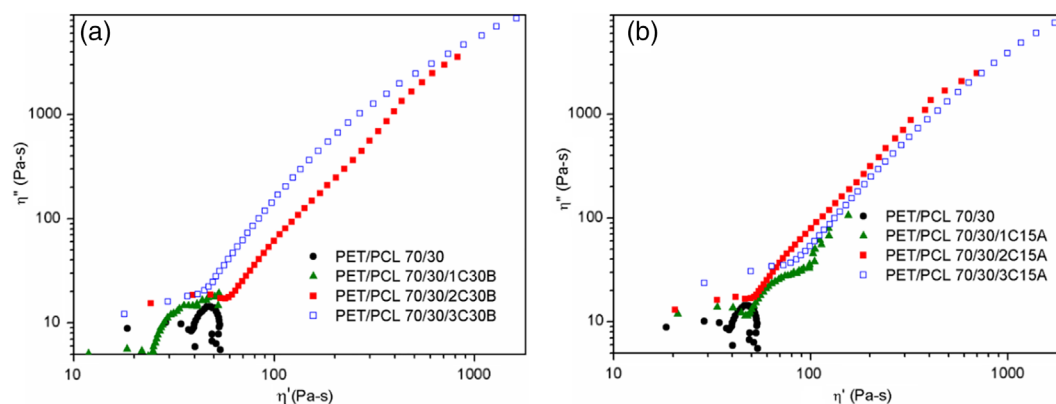 (a)
η'' (Pa-s)
1000
100
10
10
100
1000
η'(Pa-s)
PET/PCL 70/30
PET/PCL 70/30/1C30B
PET/PCL 70/30/2C30B
PET/PCL 70/30/3C30B
(b)
η'' (Pa-s)
1000
100
10
10
100
1000
η' (Pa-s)
PET/PCL 70/30
PET/PCL 70/30/1C15A
PET/PCL 70/30/2C15A
PET/PCL 70/30/3C15A